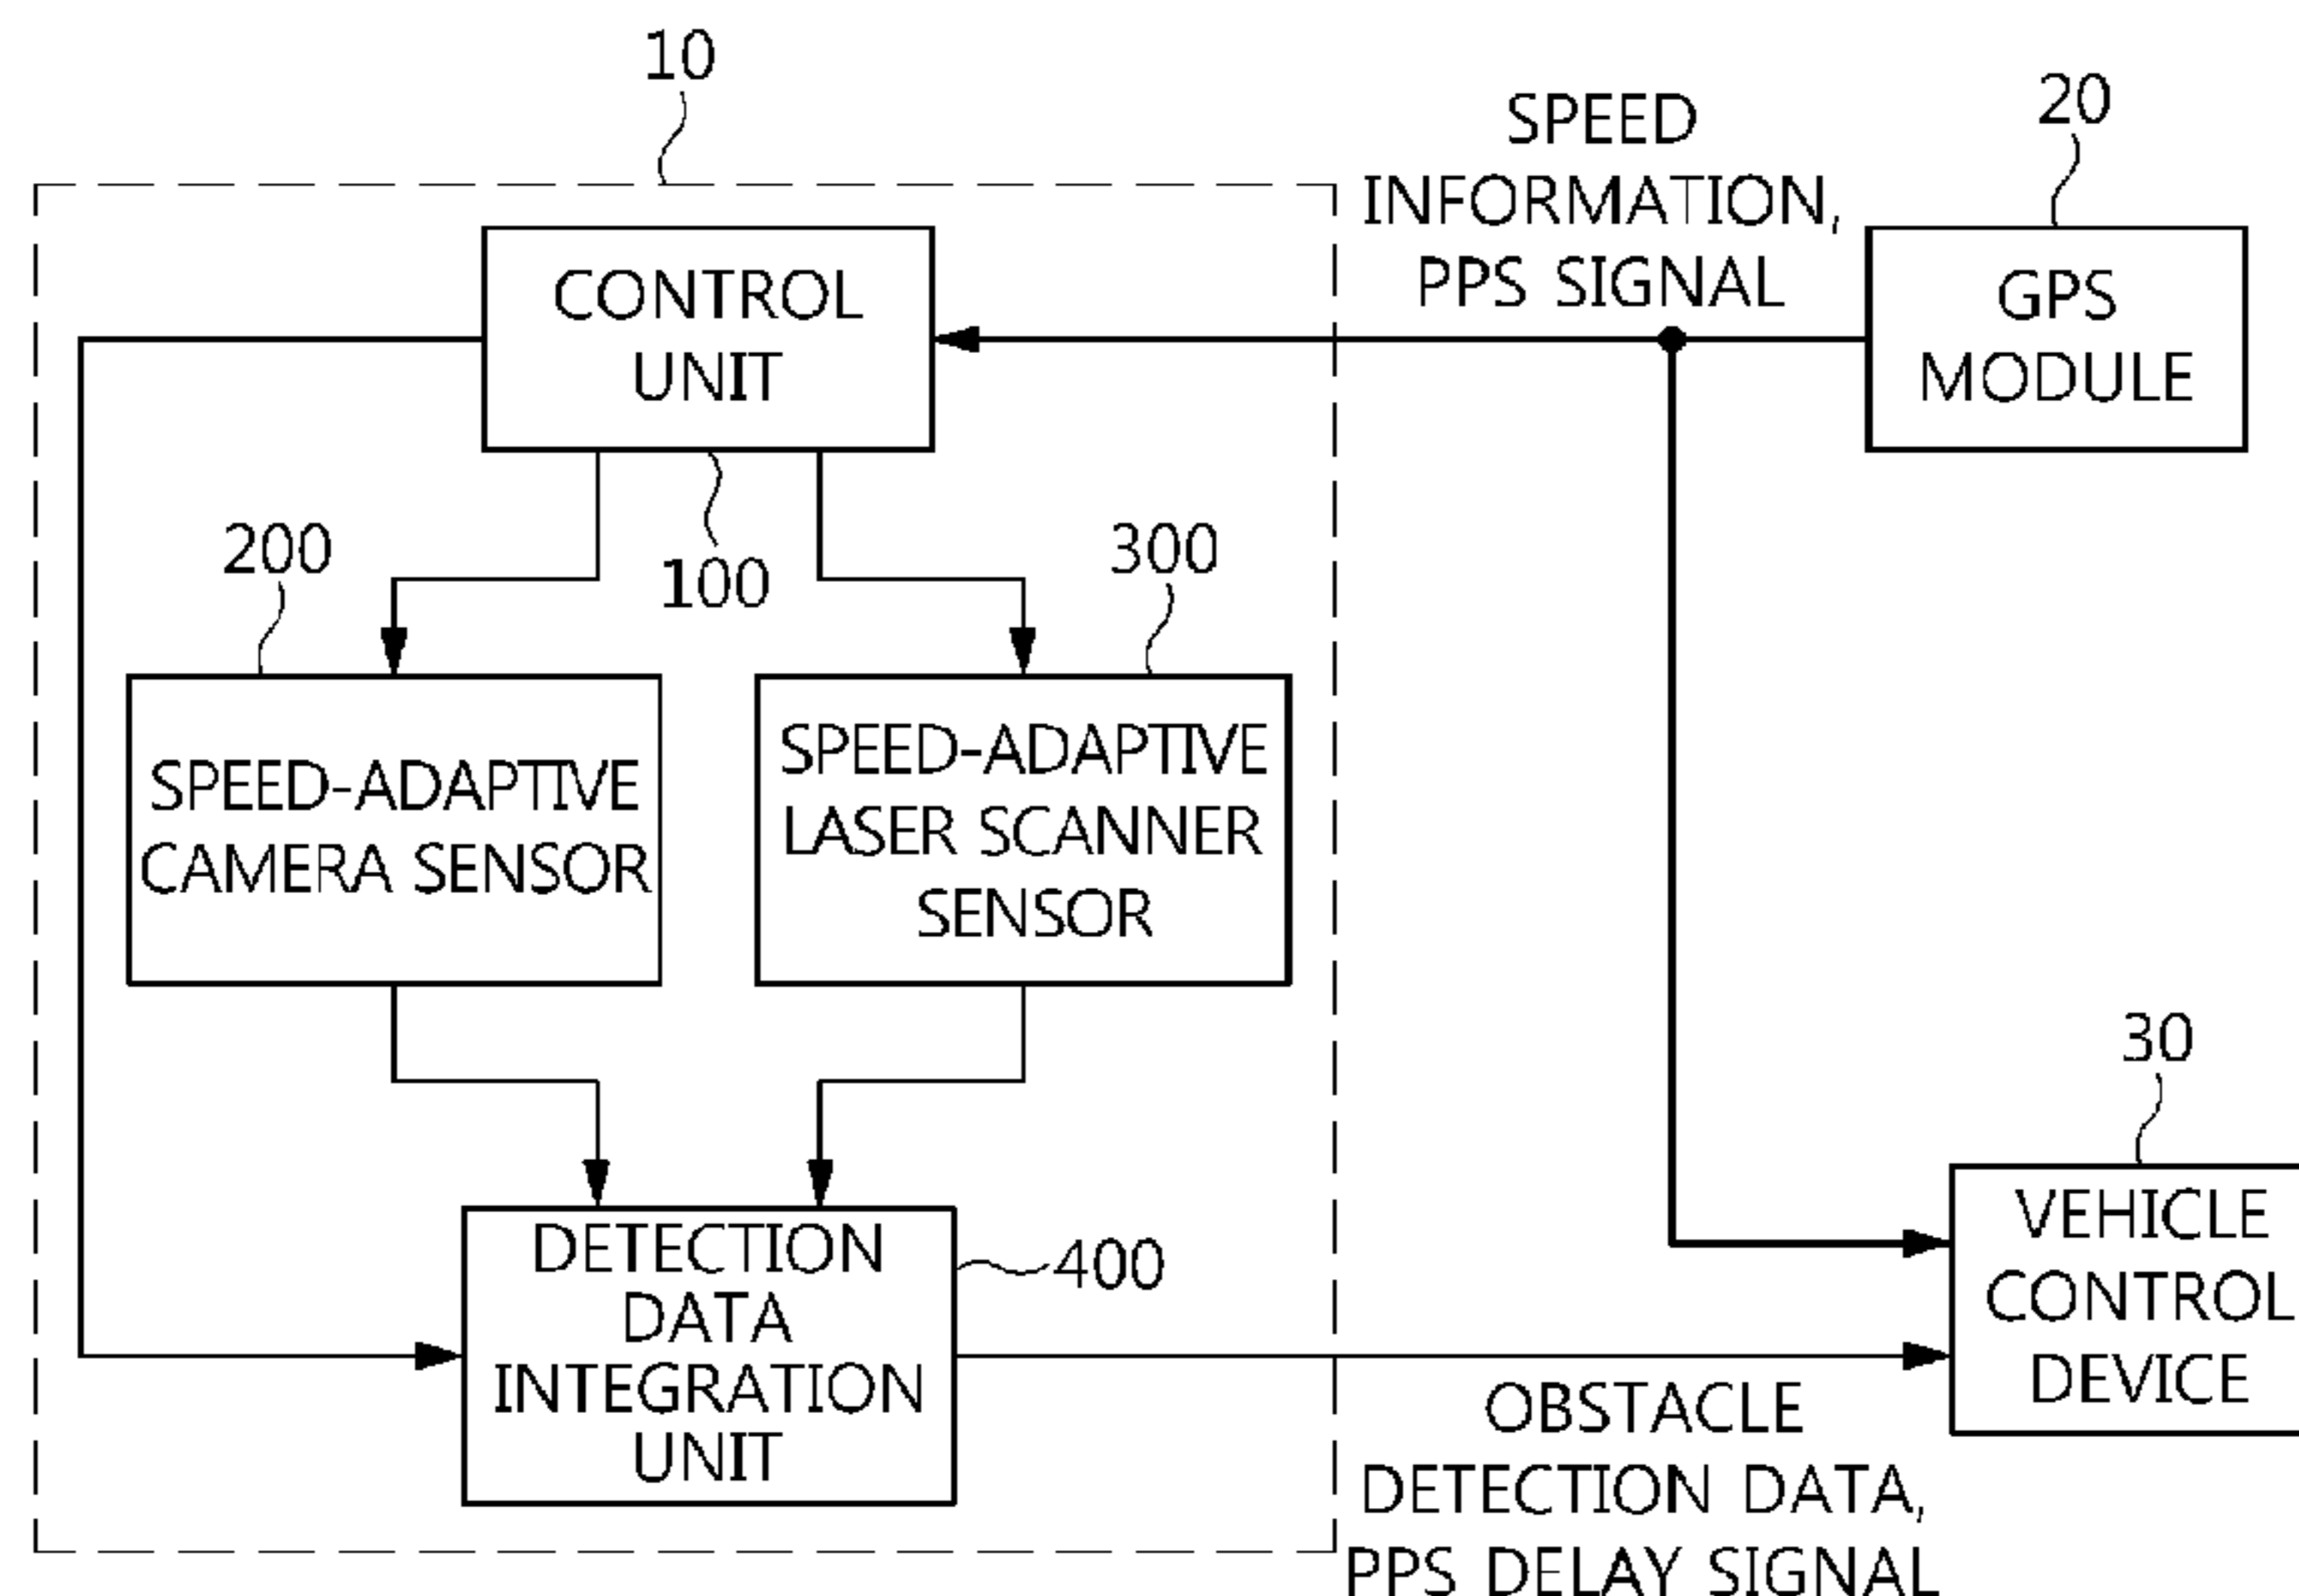 10
SPEED
INFORMATION,
PPS SIGNAL
20
CONTROL
UNIT
GPS
MODULE
200
100
300
SPEED-ADAPTIVE
CAMERA SENSOR
SPEED-ADAPTIVE
LASER SCANNER
SENSOR
30
DETECTION
DATA
INTEGRATION
UNIT
400
VEHICLE
CONTROL
DEVICE
OBSTACLE
DETECTION DATA,
PPS DELAY SIGNAL